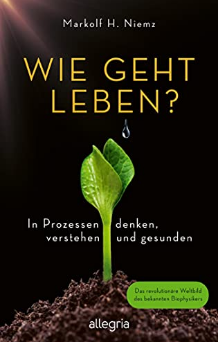 Markolf H. Niemz
WIE GEHT
LEBEN?
In Prozessen denken,
verstehen und gesunden
Das revolutionäre Weltbild
des bekannten Biophysikers
allegria